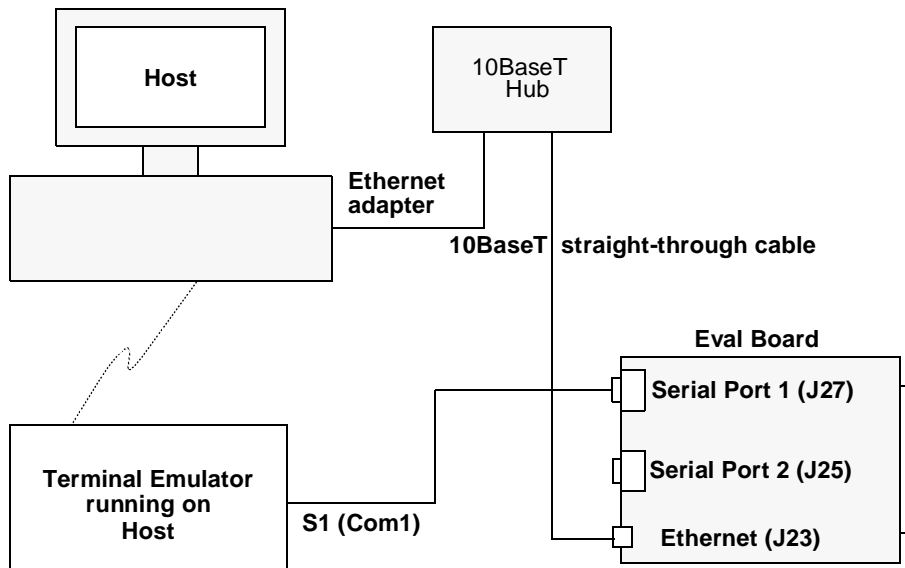 Host
10BaseT
Hub
Ethernet
adapter
10BaseT straight-through cable
Eval Board
Serial Port 1 (J27)
Serial Port 2 (J25)
Ethernet (J23)
Terminal Emulator
running on
Host
S1 (Com1)